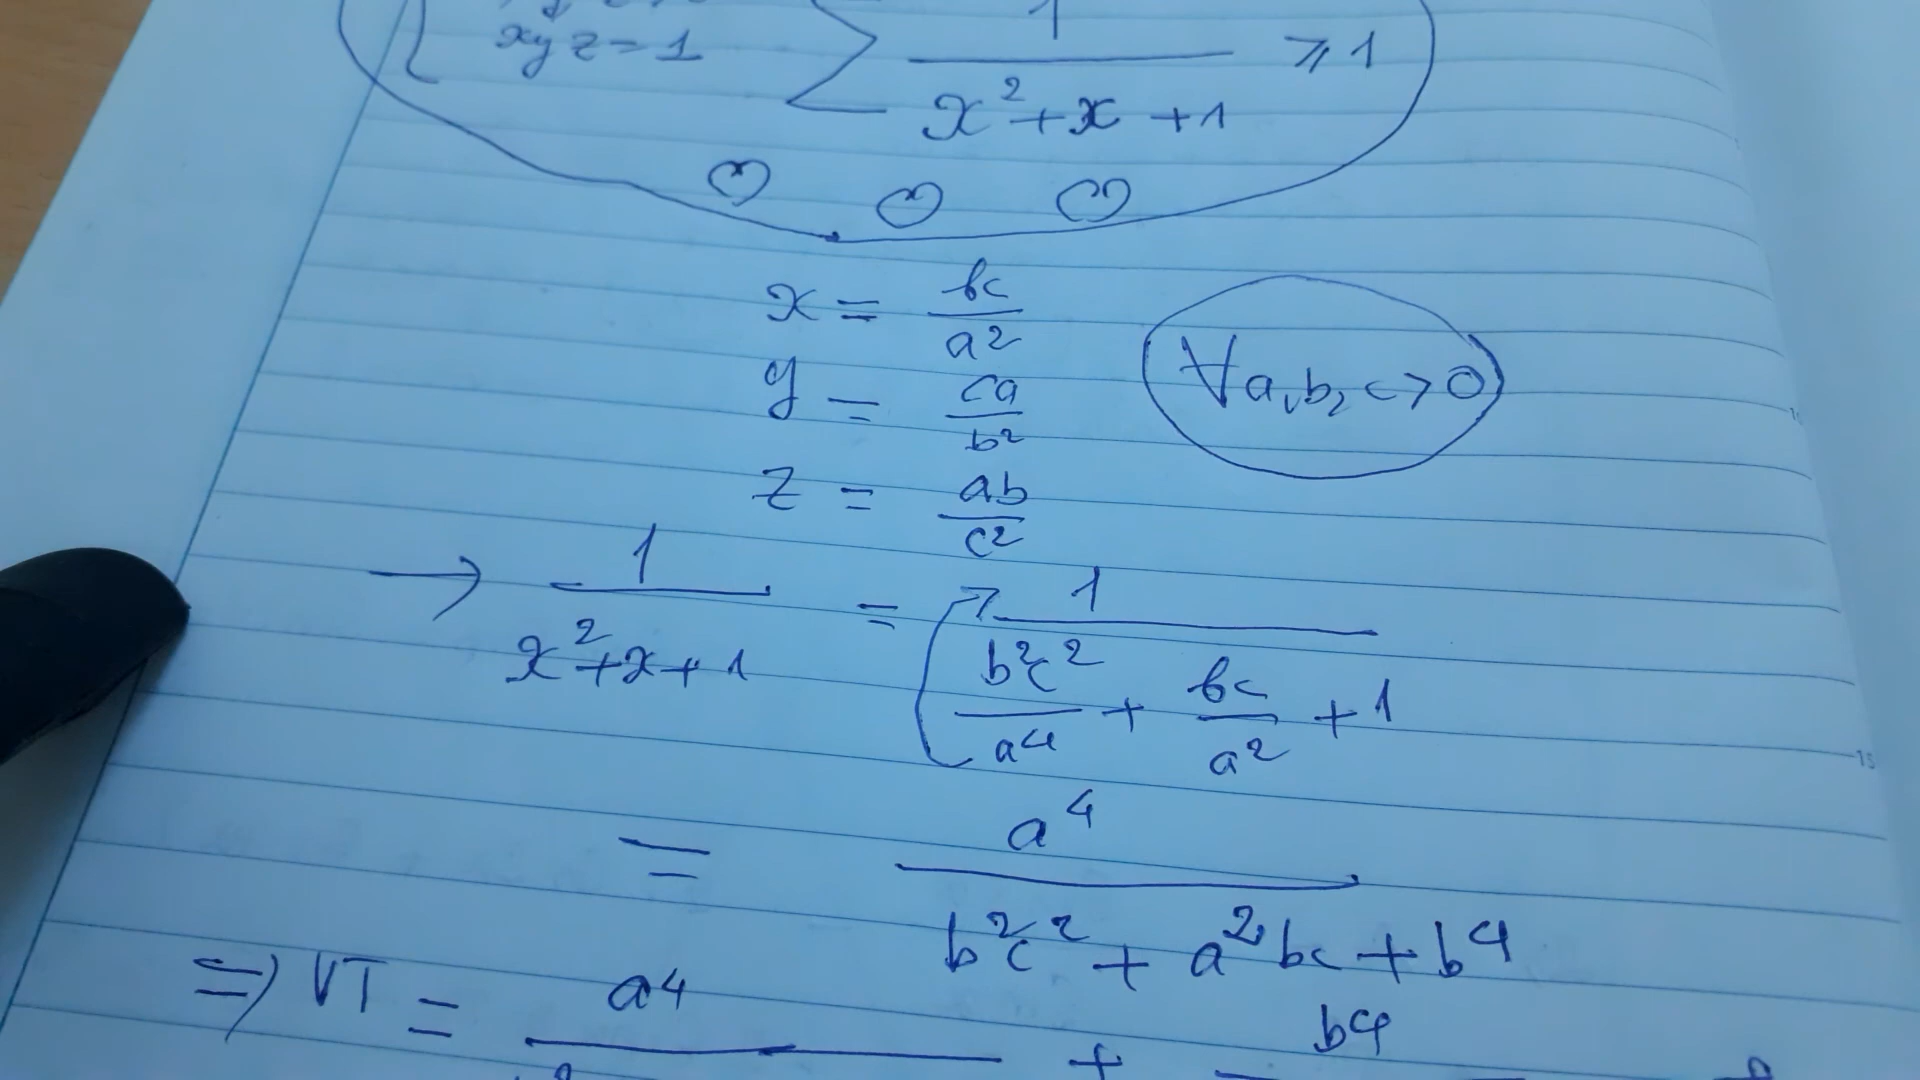 xyz = 1 ∑ 1/(x² + x + 1) ⩾ 1
x = bc/a²
y = ca/b² ∀a,b,c>0
z = ab/c²
→ 1/(x²+x+1) = 1/(b²c²/a⁴ + bc/a² + 1)
= a⁴/(b²c² + a²bc + b⁴)
⇒ VT = a⁴ + b⁴